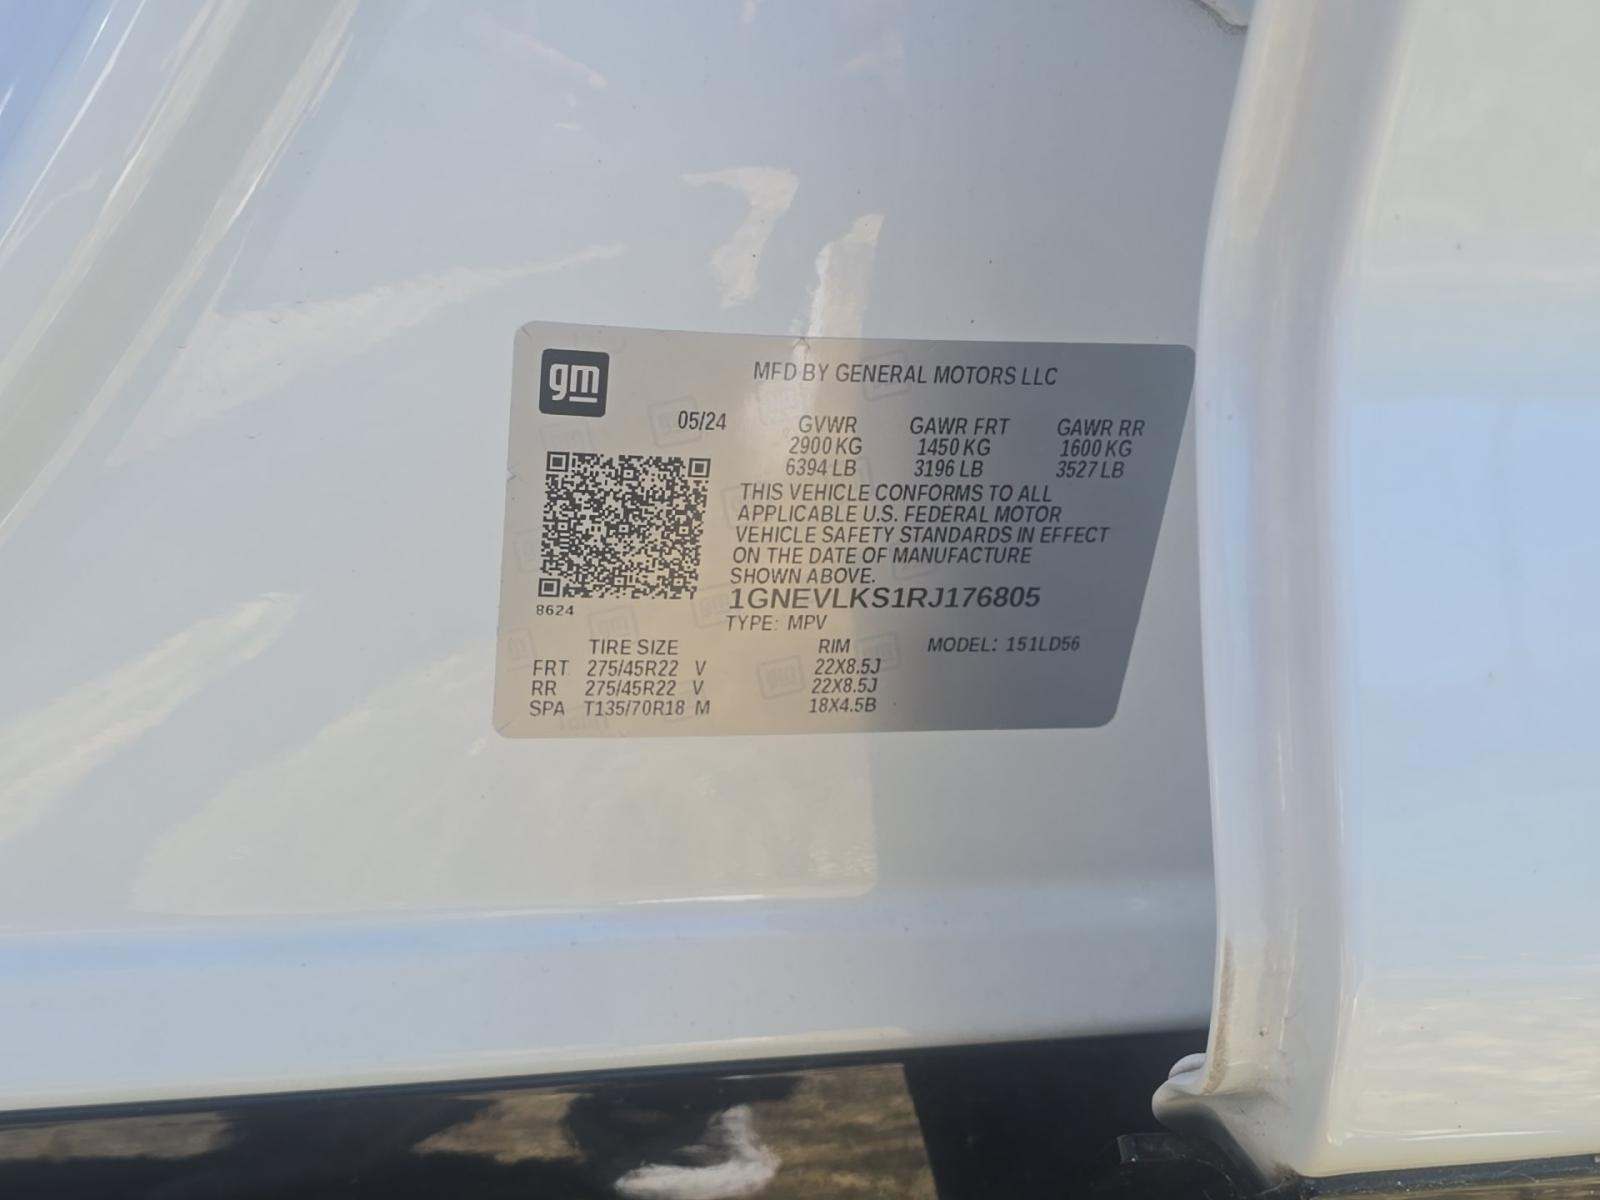 gm
MFD BY GENERAL MOTORS LLC
05/24 GVWR GAWR FRT GAWR RR
2900 KG 1450 KG 1600 KG
6394 LB 3196 LB 3527 LB
THIS VEHICLE CONFORMS TO ALL
APPLICABLE U.S. FEDERAL MOTOR
VEHICLE SAFETY STANDARDS IN EFFECT
ON THE DATE OF MANUFACTURE
SHOWN ABOVE.
8624
1GNEVLKS1RJ176805
TYPE: MPV
TIRE SIZE RIM MODEL: 151LD56
FRT 275/45R22 V 22X8.5J
RR 275/45R22 V 22X8.5J
SPA T135/70R18 M 18X4.5B